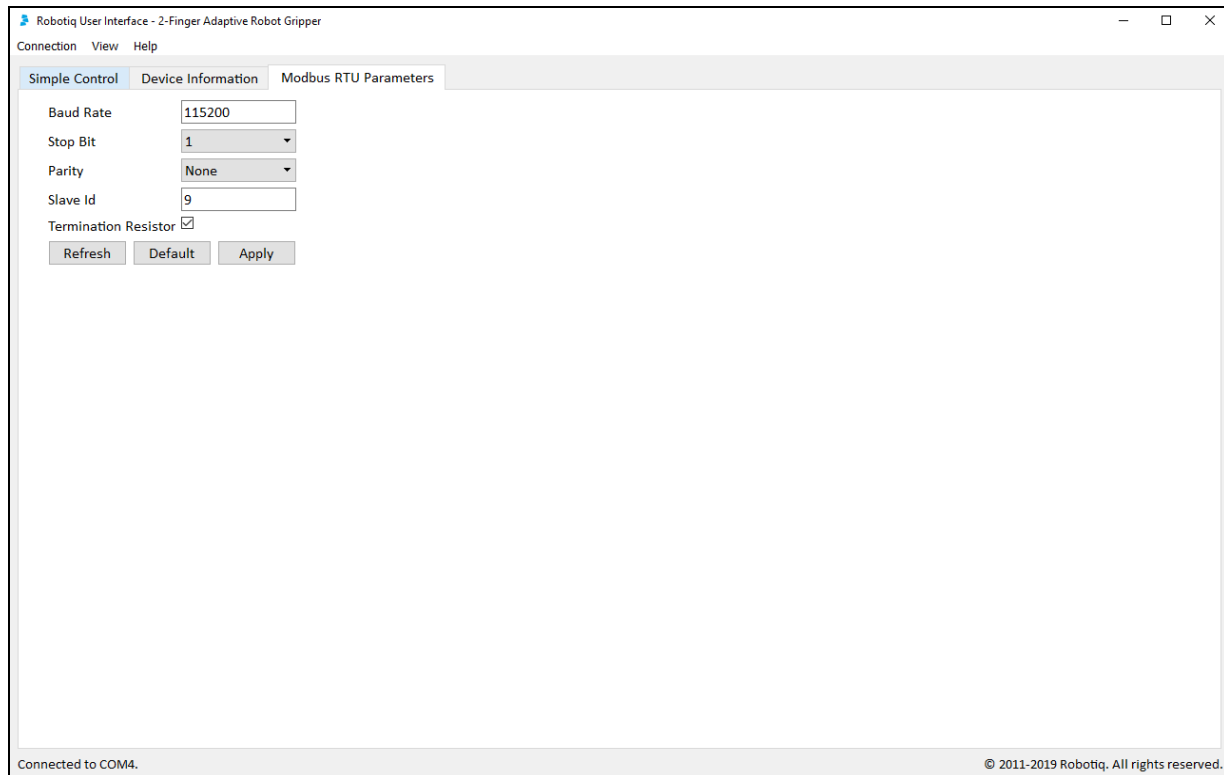 Robotiq User Interface - 2-Finger Adaptive Robot Gripper
Connection View Help
Simple Control Device Information Modbus RTU Parameters
Baud Rate 115200
Stop Bit 1
Parity None
Slave Id 9
Termination Resistor
Refresh Default Apply
Connected to COM4. © 2011-2019 Robotiq. All rights reserved.